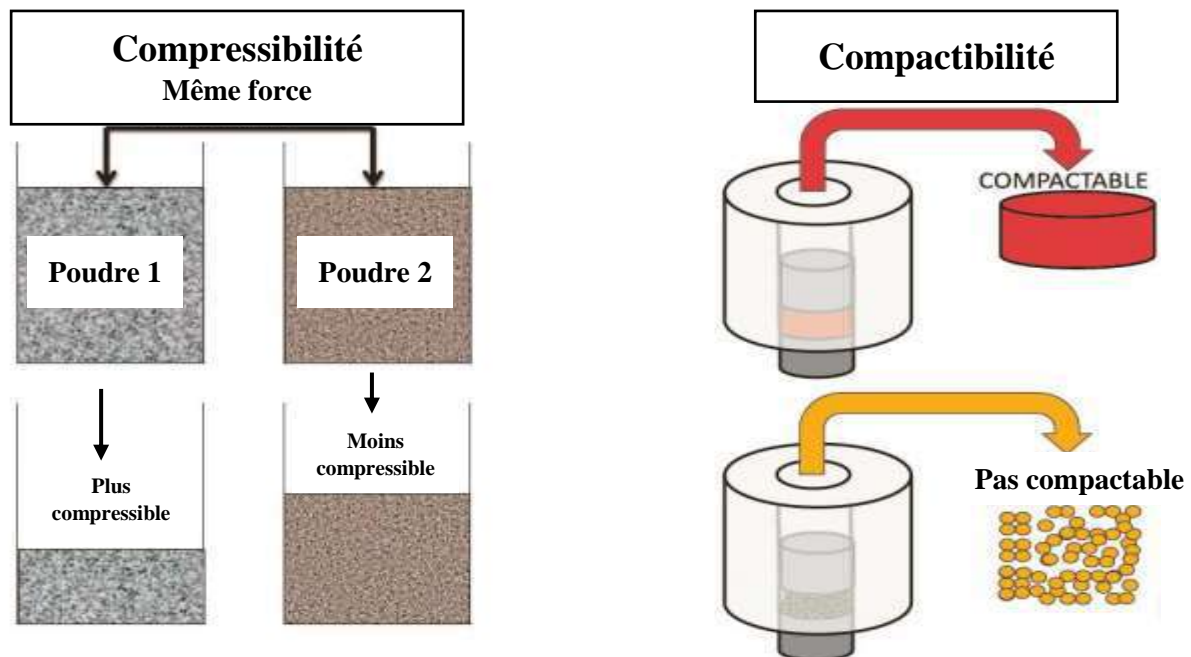 Compressibilité
Même force
Poudre 1
Poudre 2
Plus
compressible
Moins
compressible
Compactibilité
COMPACTABLE
Pas compactable